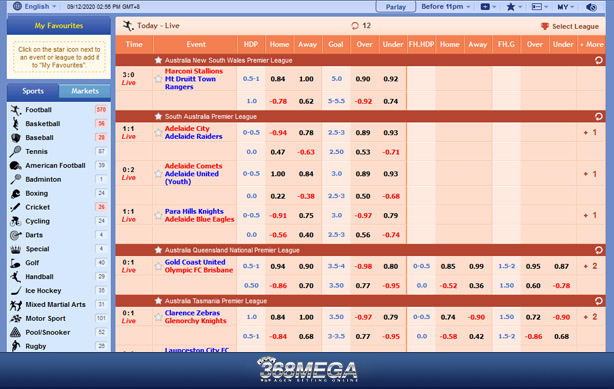 English 09/12/2020 02:55 PM GMT+8 Parlay Before 11pm MY
My Favourites
Click on the star icon next to
an event or league to add it
to "My Favourites".
Sports Markets
Football 570
Basketball 56
Baseball 28
Tennis 87
American Football 39
Badminton 1
Boxing 24
Cricket 26
Cycling 24
Darts 4
Special 4
Golf 40
Handball 29
Ice Hockey 35
Mixed Martial Arts 31
Motor Sport 101
Pool/Snooker 52
Rugby 28
Today - Live 12 Select League
Time Event HDP Home Away Goal Over Under FH.HDP Home Away FH.G Over Under + More
Australia New South Wales Premier League
3:0 Marconi Stallions 0.5-1 0.84 1.00 5.0 0.90 0.92
Live Mt Druitt Town
Rangers
1.0 -0.78 0.62 5-5.5 -0.92 0.74
South Australia Premier League
1:1 Adelaide City 0-0.5 -0.94 0.78 2.5-3 0.89 0.93 + 1
Live Adelaide Raiders
0.0 0.47 -0.63 2.50 0.53 -0.71
0:2 Adelaide Comets 0-0.5 1.00 0.84 3.0 0.89 0.93 + 1
Live Adelaide United
(Youth)
0.0 0.22 -0.38 2.5-3 0.50 -0.68
1:1 Para Hills Knights 0-0.5 -0.91 0.75 3.0 -0.97 0.79 + 1
Live Adelaide Blue Eagles
0.0 -0.56 0.40 2.5-3 0.56 -0.74
Australia Queensland National Premier League
0:1 Gold Coast United 0.5-1 0.94 0.90 3.5-4 -0.98 0.80 0-0.5 0.85 0.99 1.5-2 0.95 0.87 + 2
Live Olympic FC Brisbane
0.50 -0.86 0.70 3.50 0.77 -0.95 0.0 -0.52 0.36 1.50 0.60 -0.78
Australia Tasmania Premier League
0:1 Clarence Zebras 1.0 0.84 1.00 3.50 -0.97 0.79 0-0.5 0.74 -0.90 1.50 0.72 -0.90 + 2
Live Glenorchy Knights
0.5-1 -0.84 0.68 3-3.5 0.77 -0.95 0.0 -0.58 0.42 1.5-2 -0.86 0.68
Launceston City FC
368MEGA
AGEN BETTING ONLINE